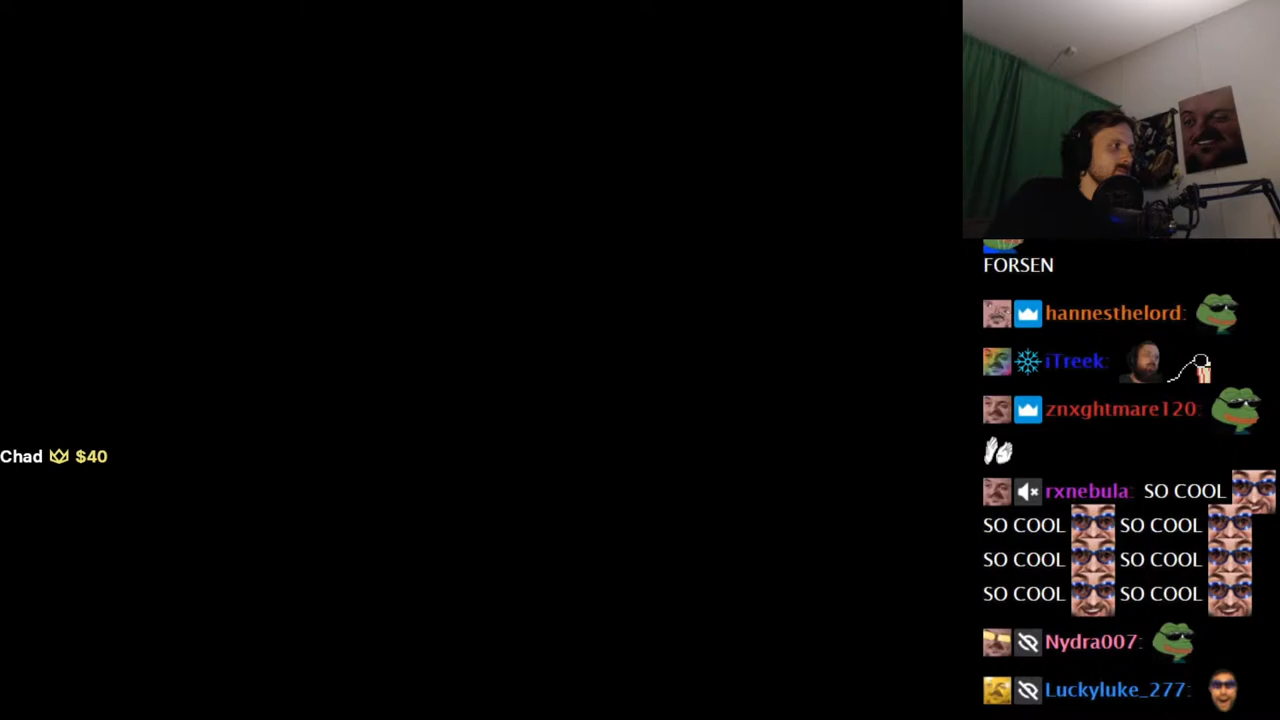 FORSEN
hannesthelord:
iTreek:
Chad $40
znxghtmare120:
rxnebula: SO COOL
SO COOL SO COOL
SO COOL SO COOL
SO COOL SO COOL
Nydra007:
Luckyluke_277: